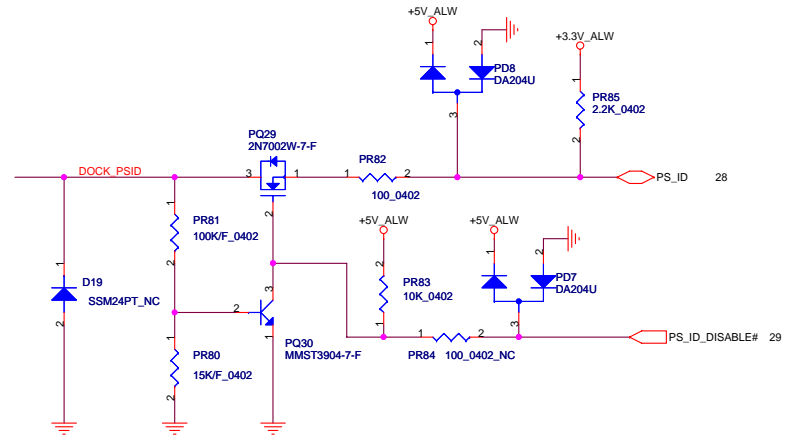 +5V_ALW
1
2
PD8
DA204U
3
+3.3V_ALW
1
PR85
2.2K_0402
2
PQ29
2N7002W-7-F
DOCK_PSID
3
1
2
PR82
1
2
100_0402
PS_ID
28
1
PR81
100K/F_0402
2
+5V_ALW
2
PR83
10K_0402
1
+5V_ALW
1
2
PD7
DA204U
3
1
D19
SSM24PT_NC
2
2
3
1
PQ30
MMST3904-7-F
1
2
PR84
100_0402_NC
PS_ID_DISABLE#
29
1
PR80
15K/F_0402
2